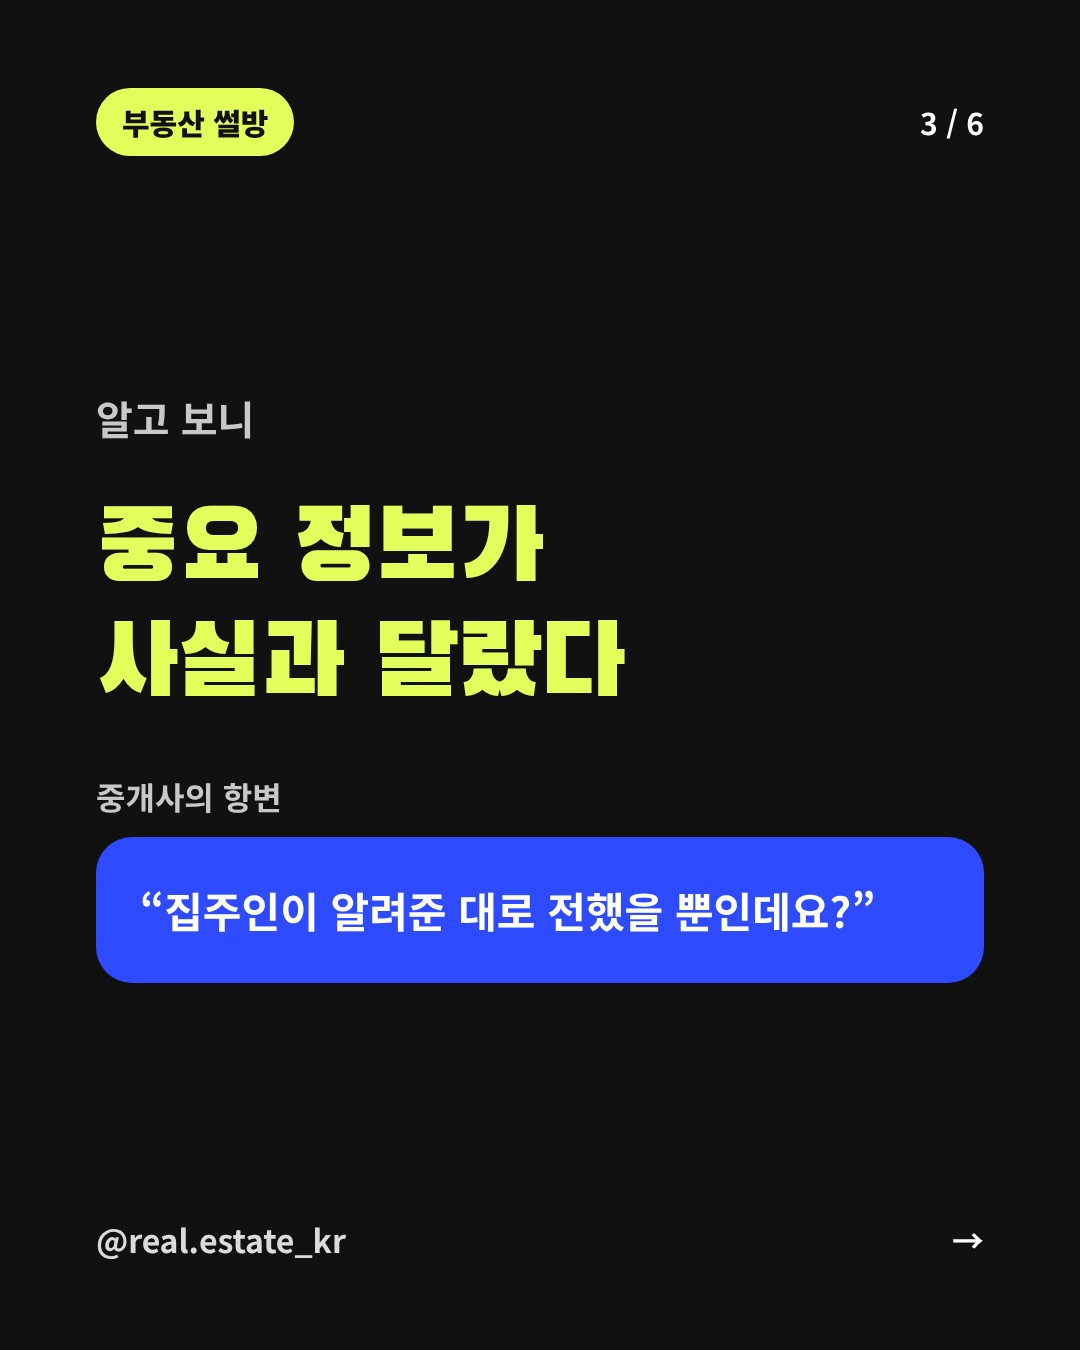 부동산 썰방
3 / 6
알고 보니
중요 정보가
사실과 달랐다
중개사의 항변
“집주인이 알려준 대로 전했을 뿐인데요?”
@real.estate_kr
→